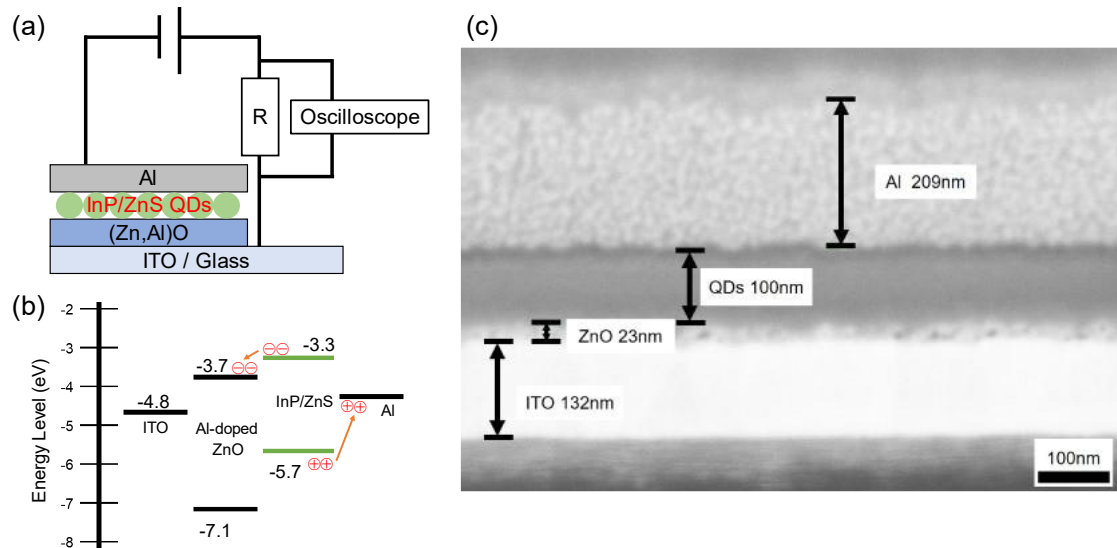 (a)
R
Oscilloscope
Al
InP/ZnS QDs
(Zn,Al)O
ITO / Glass
(b)
Energy Level (eV)
-2
-3
-4
-5
-6
-7
-8
-4.8
ITO
-3.7
Al-doped
ZnO
-7.1
-3.3
InP/ZnS
-5.7
Al
(c)
Al 209nm
QDs 100nm
ZnO 23nm
ITO 132nm
100nm